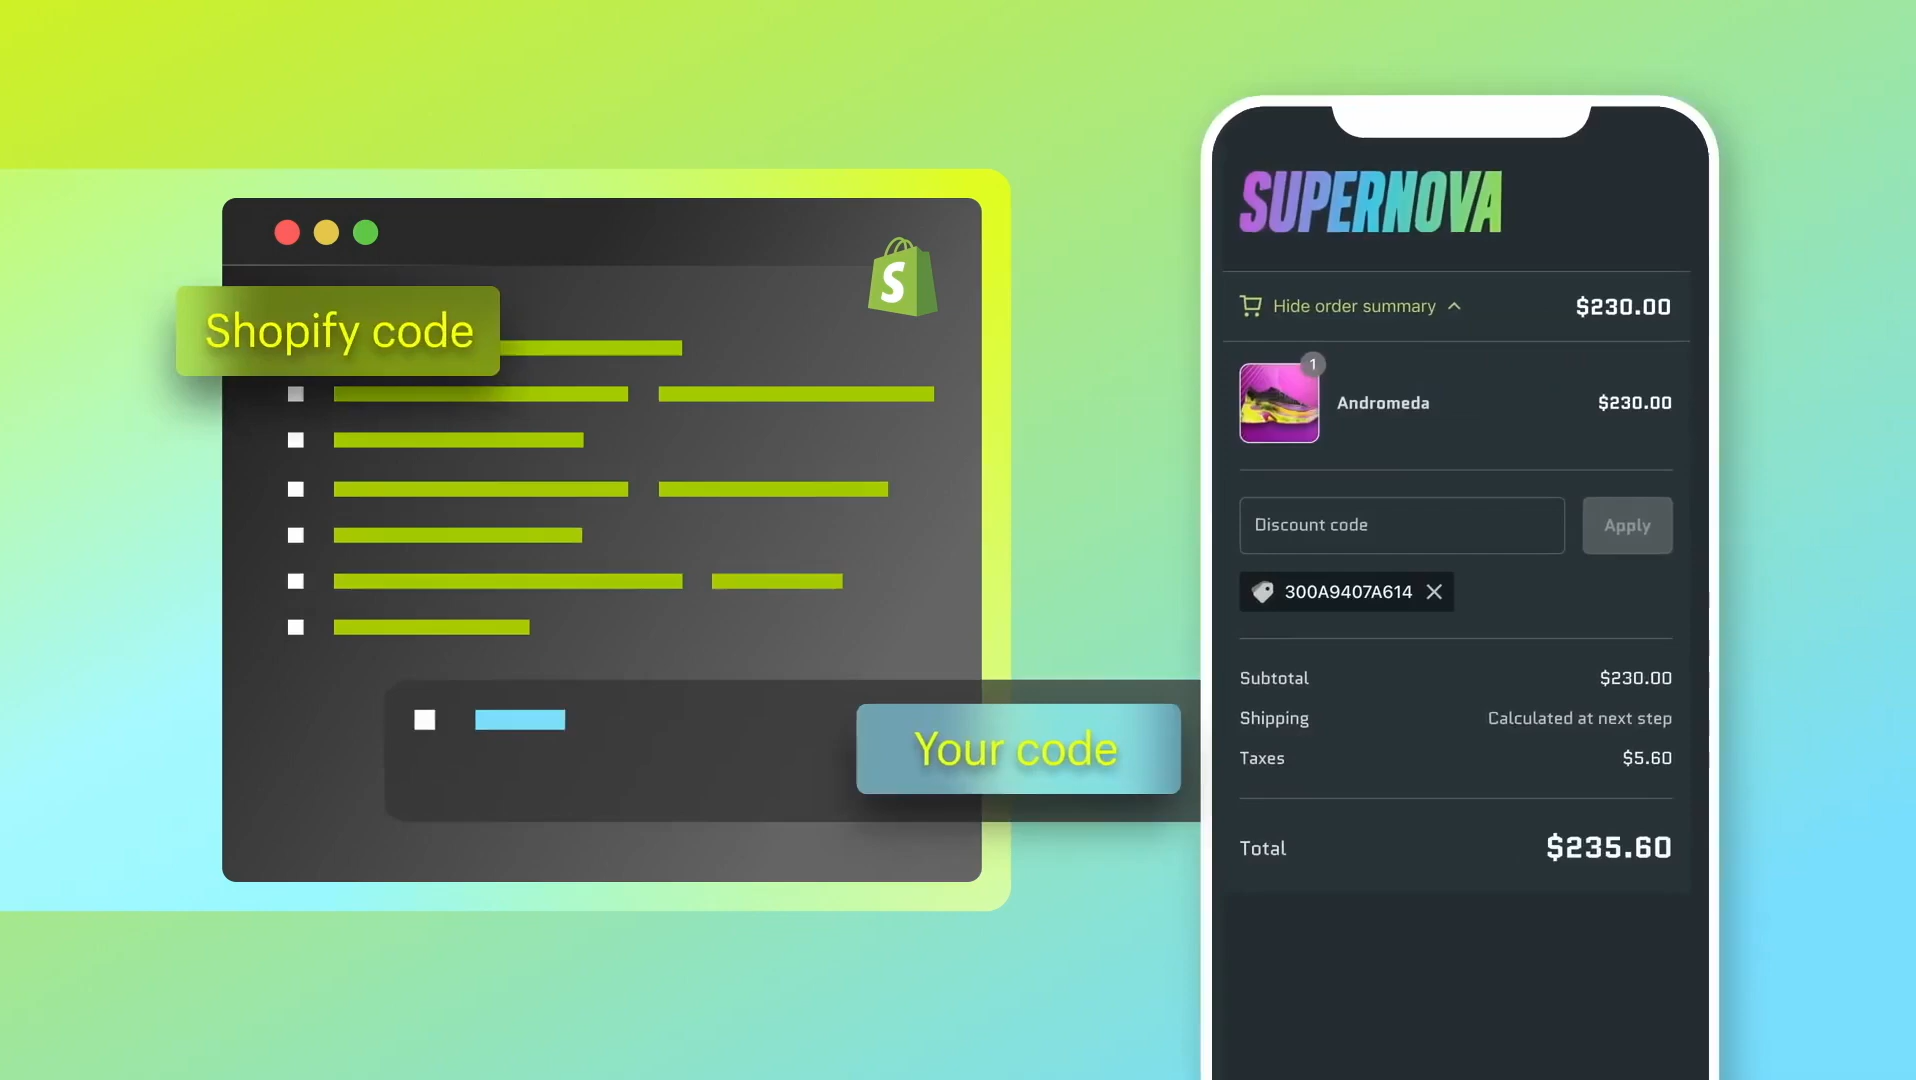 Shopify code
Your code
SUPERNOVA
Hide order summary $230.00
1
Andromeda $230.00
Discount code Apply
300A9407A614
Subtotal $230.00
Shipping Calculated at next step
Taxes $5.60
Total $235.60